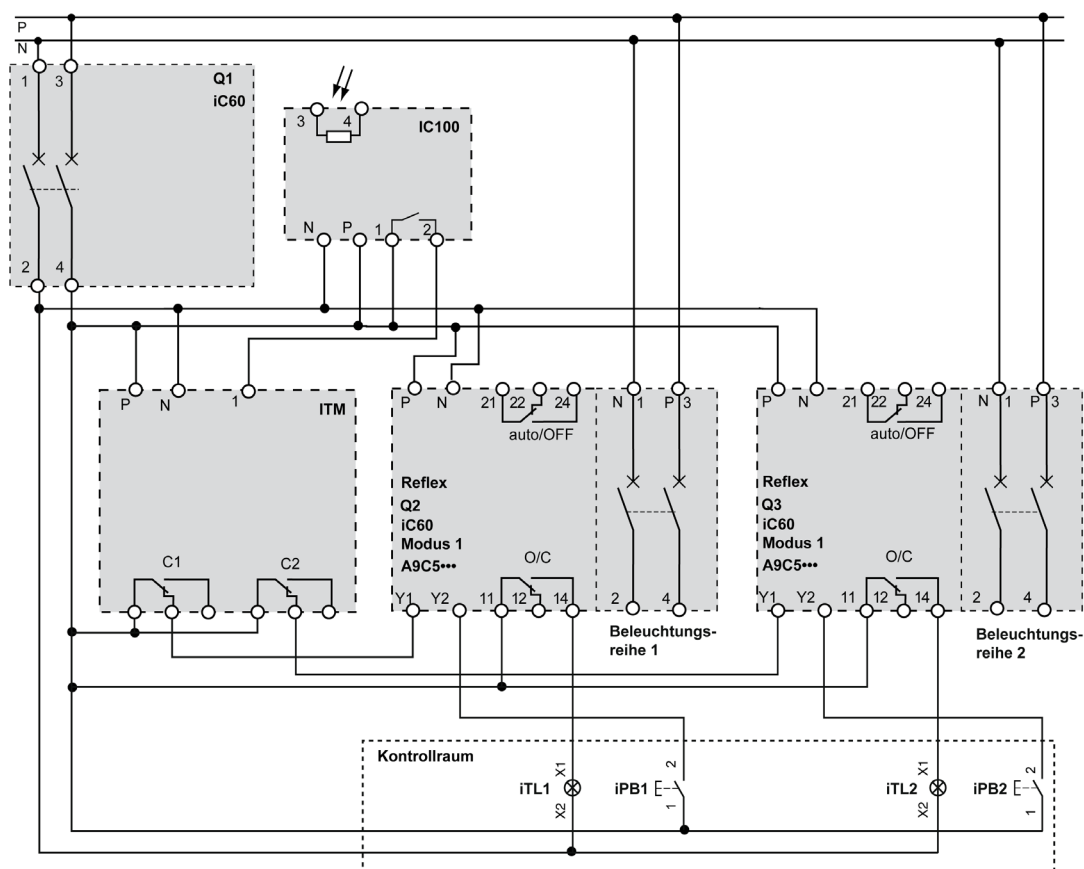 P
N
1 3
Q1
iC60
2 4
3 4
IC100
N P 1 2
P N 1
ITM
C1 C2
P N 21 22 24
auto/OFF
N 1 P 3
Reflex
Q2
iC60
Modus 1
A9C5•••
O/C
Y1 Y2 11 12 14
2 4
Beleuchtungs-
reihe 1
P N 21 22 24
auto/OFF
N 1 P 3
Reflex
Q3
iC60
Modus 1
A9C5•••
O/C
Y1 Y2 11 12 14
2 4
Beleuchtungs-
reihe 2
Kontrollraum
X1
iTL1
X2
2
iPB1
1
X1
iTL2
X2
2
iPB2
1